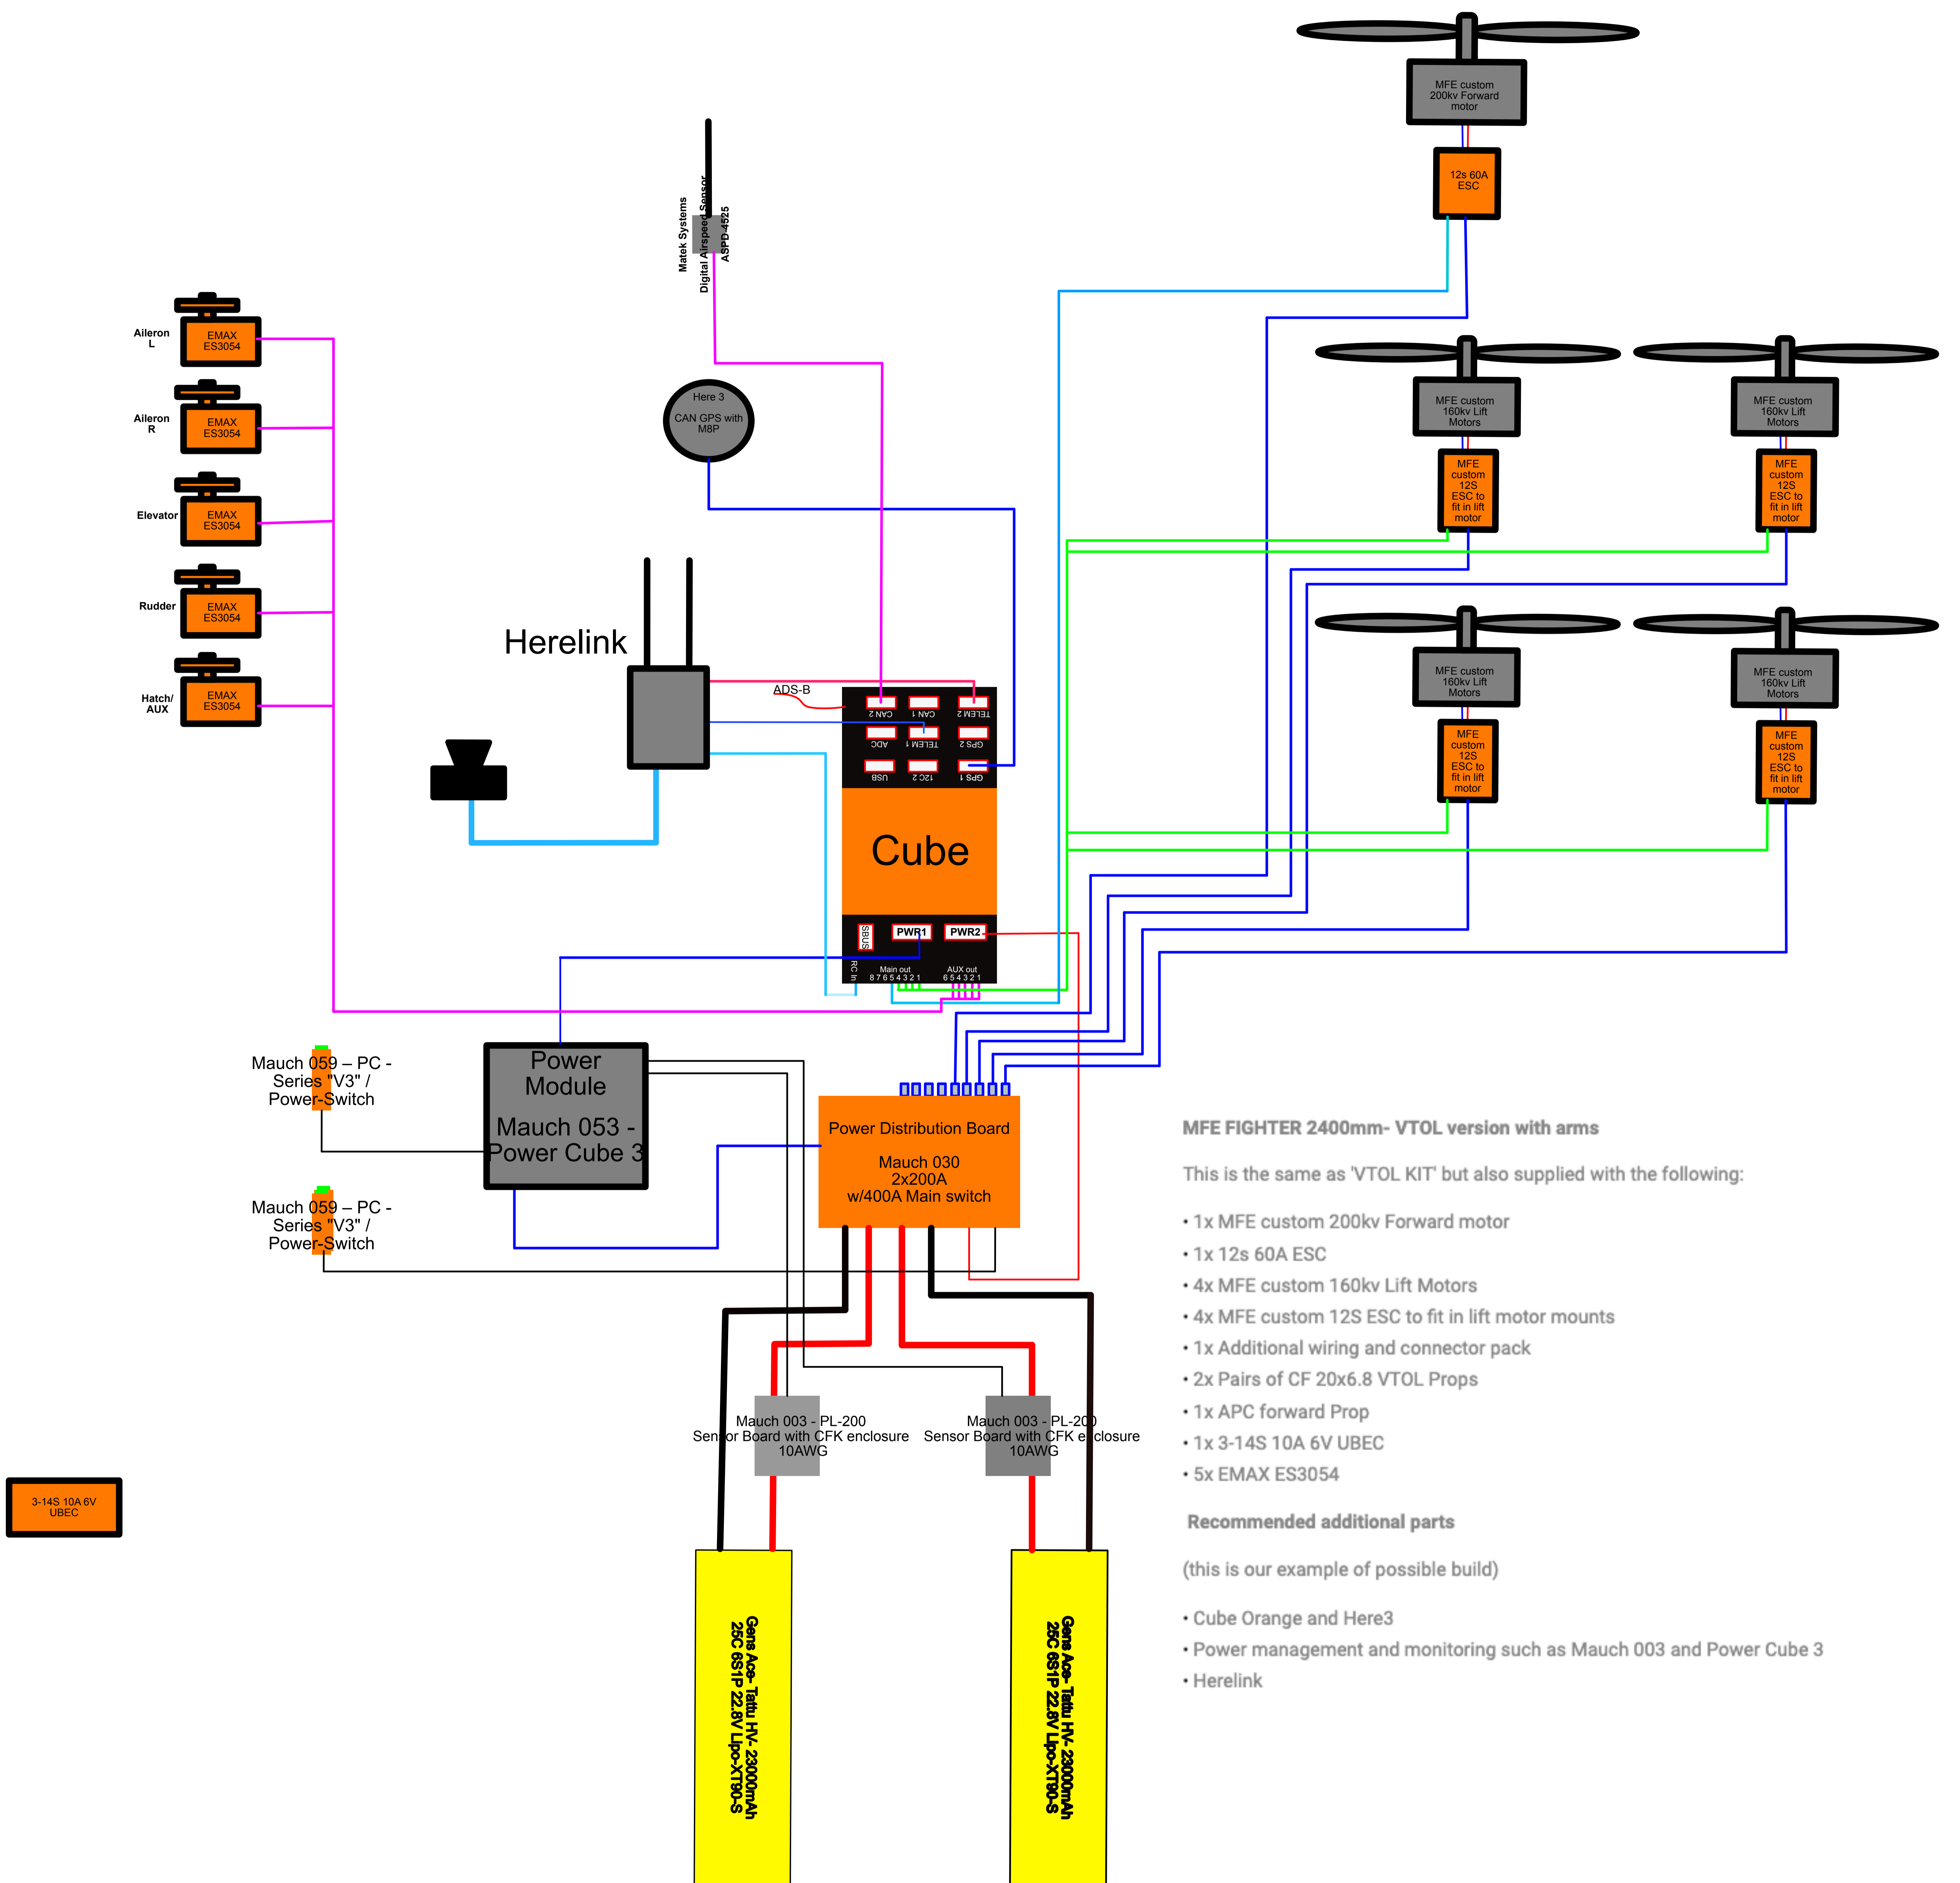 MFE custom
200kv Forward
motor
12s 60A
ESC
Matek Systems
Digital Airspeed Sensor
ASPD-4525
Aileron
L
EMAX
ES3054
Aileron
R
EMAX
ES3054
Elevator
EMAX
ES3054
Rudder
EMAX
ES3054
Hatch/
AUX
EMAX
ES3054
Here 3
CAN GPS with
M8P
MFE custom
160kv Lift
Motors
MFE
custom
12S
ESC to
fit in lift
motor
MFE custom
160kv Lift
Motors
MFE
custom
12S
ESC to
fit in lift
motor
MFE custom
160kv Lift
Motors
MFE
custom
12S
ESC to
fit in lift
motor
MFE custom
160kv Lift
Motors
MFE
custom
12S
ESC to
fit in lift
motor
Herelink
ADS-B
CAN 2
CAN 1
TELEM 2
ADC
TELEM 1
GPS 2
USB
12C 2
GPS 1
Cube
SBUS
PWR1
PWR2
RC In
Main out
8 7 6 5 4 3 2 1
AUX out
6 5 4 3 2 1
Mauch 059 – PC -
Series "V3" /
Power-Switch
Power
Module
Mauch 053 -
Power Cube 3
Mauch 059 – PC -
Series "V3" /
Power-Switch
Power Distribution Board
Mauch 030
2x200A
w/400A Main switch
Mauch 003 - PL-200
Sensor Board with CFK enclosure
10AWG
Mauch 003 - PL-200
Sensor Board with CFK enclosure
10AWG
3-14S 10A 6V
UBEC
Gens Ace- Tattu HV- 23000mAh
25C 6S1P 22.8V Lipo-XT90-S
Gens Ace- Tattu HV- 23000mAh
25C 6S1P 22.8V Lipo-XT90-S
MFE FIGHTER 2400mm- VTOL version with arms
This is the same as 'VTOL KIT' but also supplied with the following:
• 1x MFE custom 200kv Forward motor
• 1x 12s 60A ESC
• 4x MFE custom 160kv Lift Motors
• 4x MFE custom 12S ESC to fit in lift motor mounts
• 1x Additional wiring and connector pack
• 2x Pairs of CF 20x6.8 VTOL Props
• 1x APC forward Prop
• 1x 3-14S 10A 6V UBEC
• 5x EMAX ES3054
Recommended additional parts
(this is our example of possible build)
• Cube Orange and Here3
• Power management and monitoring such as Mauch 003 and Power Cube 3
• Herelink